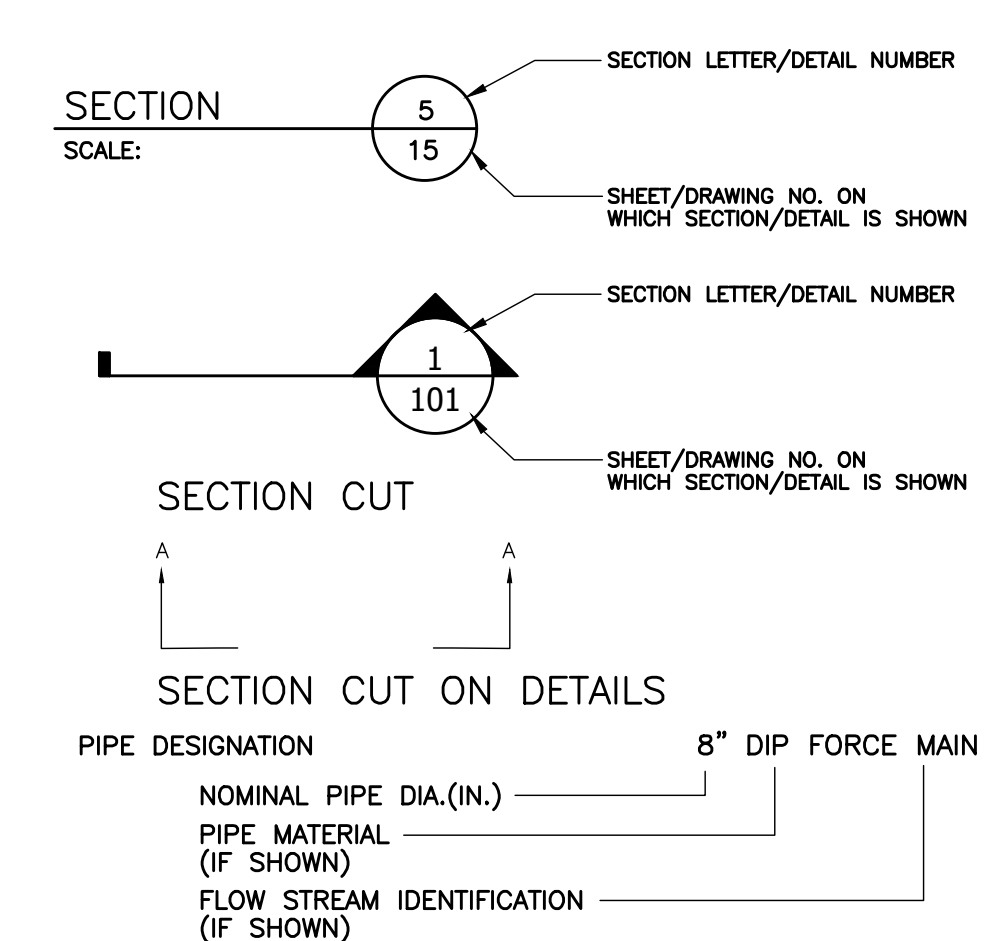 SECTION LETTER/DETAIL NUMBER
SECTION
5
SCALE:
15
SHEET/DRAWING NO. ON
WHICH SECTION/DETAIL IS SHOWN
SECTION LETTER/DETAIL NUMBER
1
101
SHEET/DRAWING NO. ON
WHICH SECTION/DETAIL IS SHOWN
SECTION CUT
A A
SECTION CUT ON DETAILS
PIPE DESIGNATION 8" DIP FORCE MAIN
NOMINAL PIPE DIA.(IN.)
PIPE MATERIAL
(IF SHOWN)
FLOW STREAM IDENTIFICATION
(IF SHOWN)